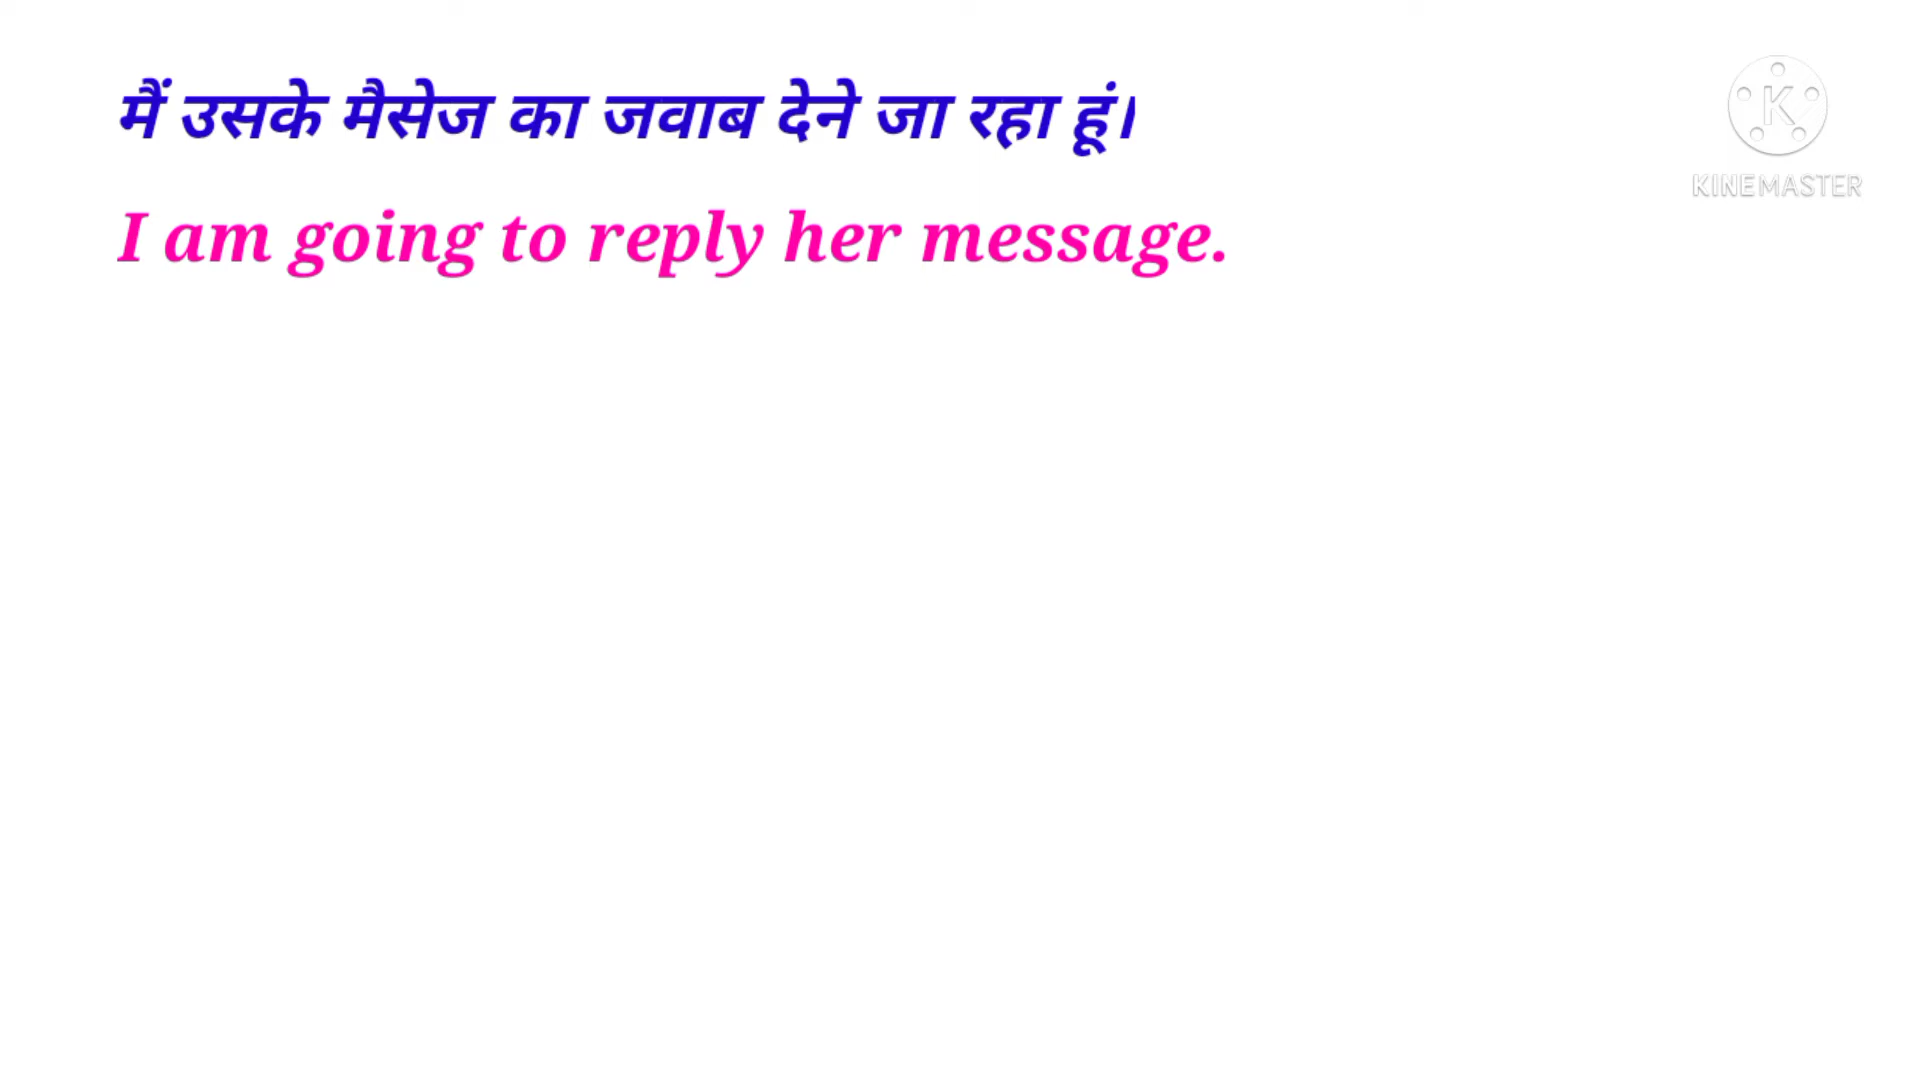 मैं उसके मैसेज का जवाब देने जा रहा हूं।
I am going to reply her message.
K
KINEMASTER